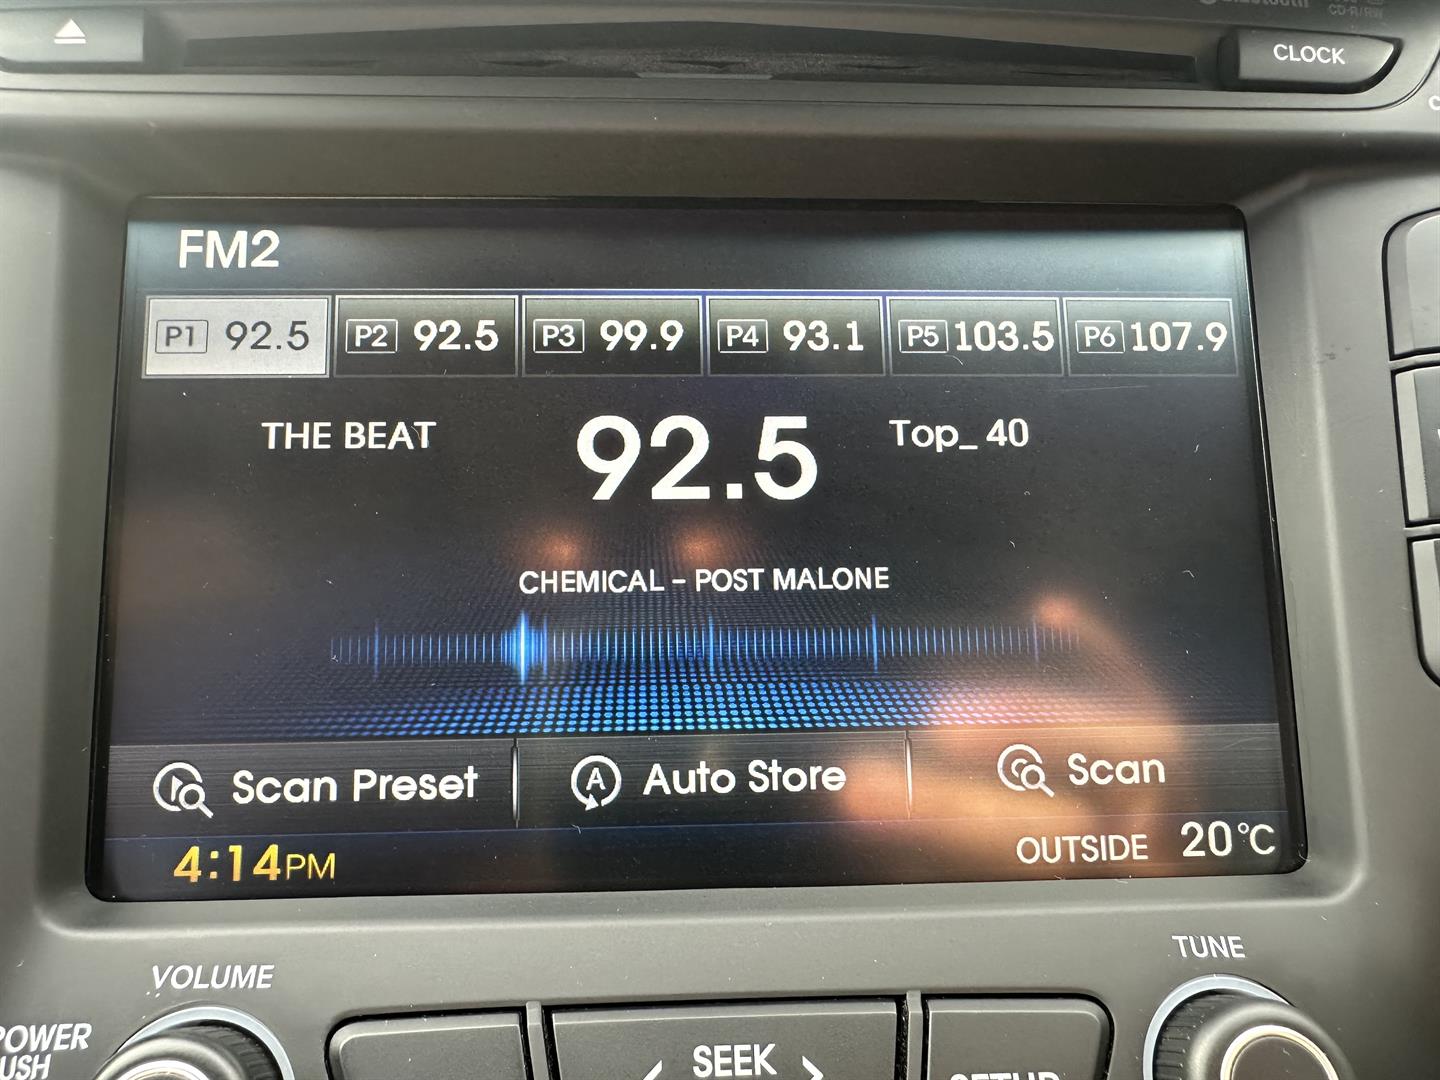 CLOCK
FM2
P1 92.5 P2 92.5 P3 99.9 P4 93.1 P5 103.5 P6 107.9
THE BEAT 92.5 Top_ 40
CHEMICAL - POST MALONE
Scan Preset A Auto Store Scan
4:14PM OUTSIDE 20°C
VOLUME TUNE
POWER
SEEK
SETUP